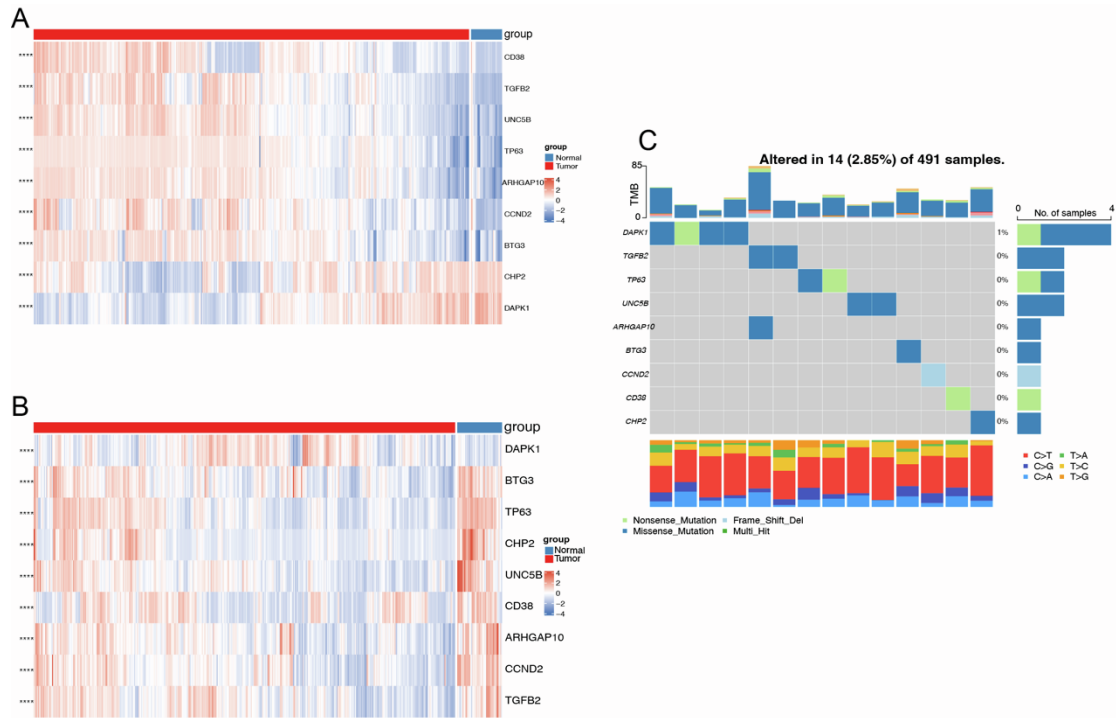 A
group
**** CD38
**** TGFB2
**** UNC5B
**** TP63
**** ARHGAP10
**** CCND2
**** BTG3
**** CHP2
**** DAPK1
group
Normal
Tumor
4
2
0
−2
−4
B
group
**** DAPK1
**** BTG3
**** TP63
**** CHP2
**** UNC5B
**** CD38
**** ARHGAP10
**** CCND2
**** TGFB2
group
Normal
Tumor
4
2
0
−2
−4
C
Altered in 14 (2.85%) of 491 samples.
85
TMB
0
No. of samples
0 4
DAPK1 1%
TGFB2 0%
TP63 0%
UNC5B 0%
ARHGAP10 0%
BTG3 0%
CCND2 0%
CD38 0%
CHP2 0%
C>T T>A
C>G T>C
C>A T>G
Nonsense_Mutation Frame_Shift_Del
Missense_Mutation Multi_Hit